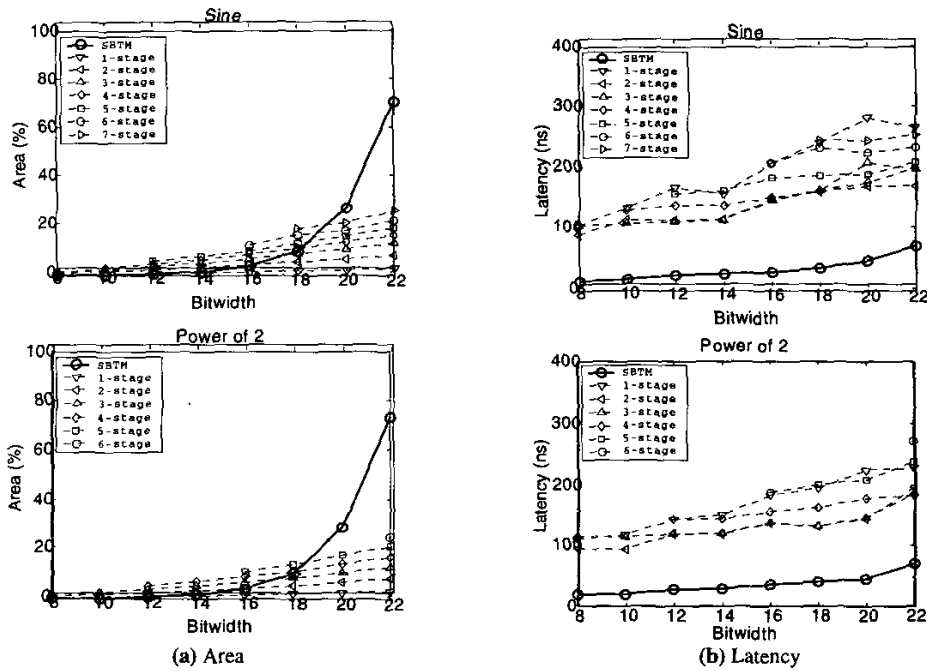 Sine
100
80
60
40
20
0
Area (%)
SBTM
1-stage
2-stage
3-stage
4-stage
5-stage
6-stage
7-stage
8 10 12 14 16 18 20 22
Bitwidth
Power of 2
100
80
60
40
20
0
Area (%)
SBTM
1-stage
2-stage
3-stage
4-stage
5-stage
6-stage
8 10 12 14 16 18 20 22
Bitwidth
(a) Area
Sine
400
300
200
100
0
Latency (ns)
SBTM
1-stage
2-stage
3-stage
4-stage
5-stage
6-stage
7-stage
8 10 12 14 16 18 20 22
Bitwidth
Power of 2
400
300
200
100
0
Latency (ns)
SBTM
1-stage
2-stage
3-stage
4-stage
5-stage
6-stage
8 10 12 14 16 18 20 22
Bitwidth
(b) Latency